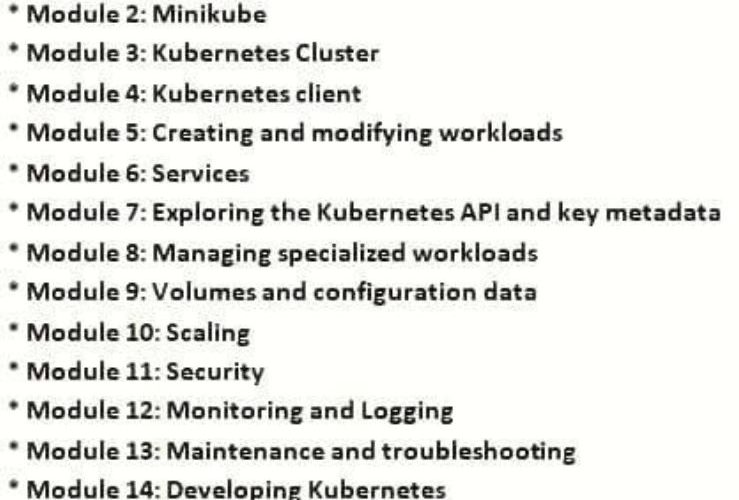 * Module 2: Minikube
* Module 3: Kubernetes Cluster
* Module 4: Kubernetes client
* Module 5: Creating and modifying workloads
* Module 6: Services
* Module 7: Exploring the Kubernetes API and key metadata
* Module 8: Managing specialized workloads
* Module 9: Volumes and configuration data
* Module 10: Scaling
* Module 11: Security
* Module 12: Monitoring and Logging
* Module 13: Maintenance and troubleshooting
* Module 14: Developing Kubernetes